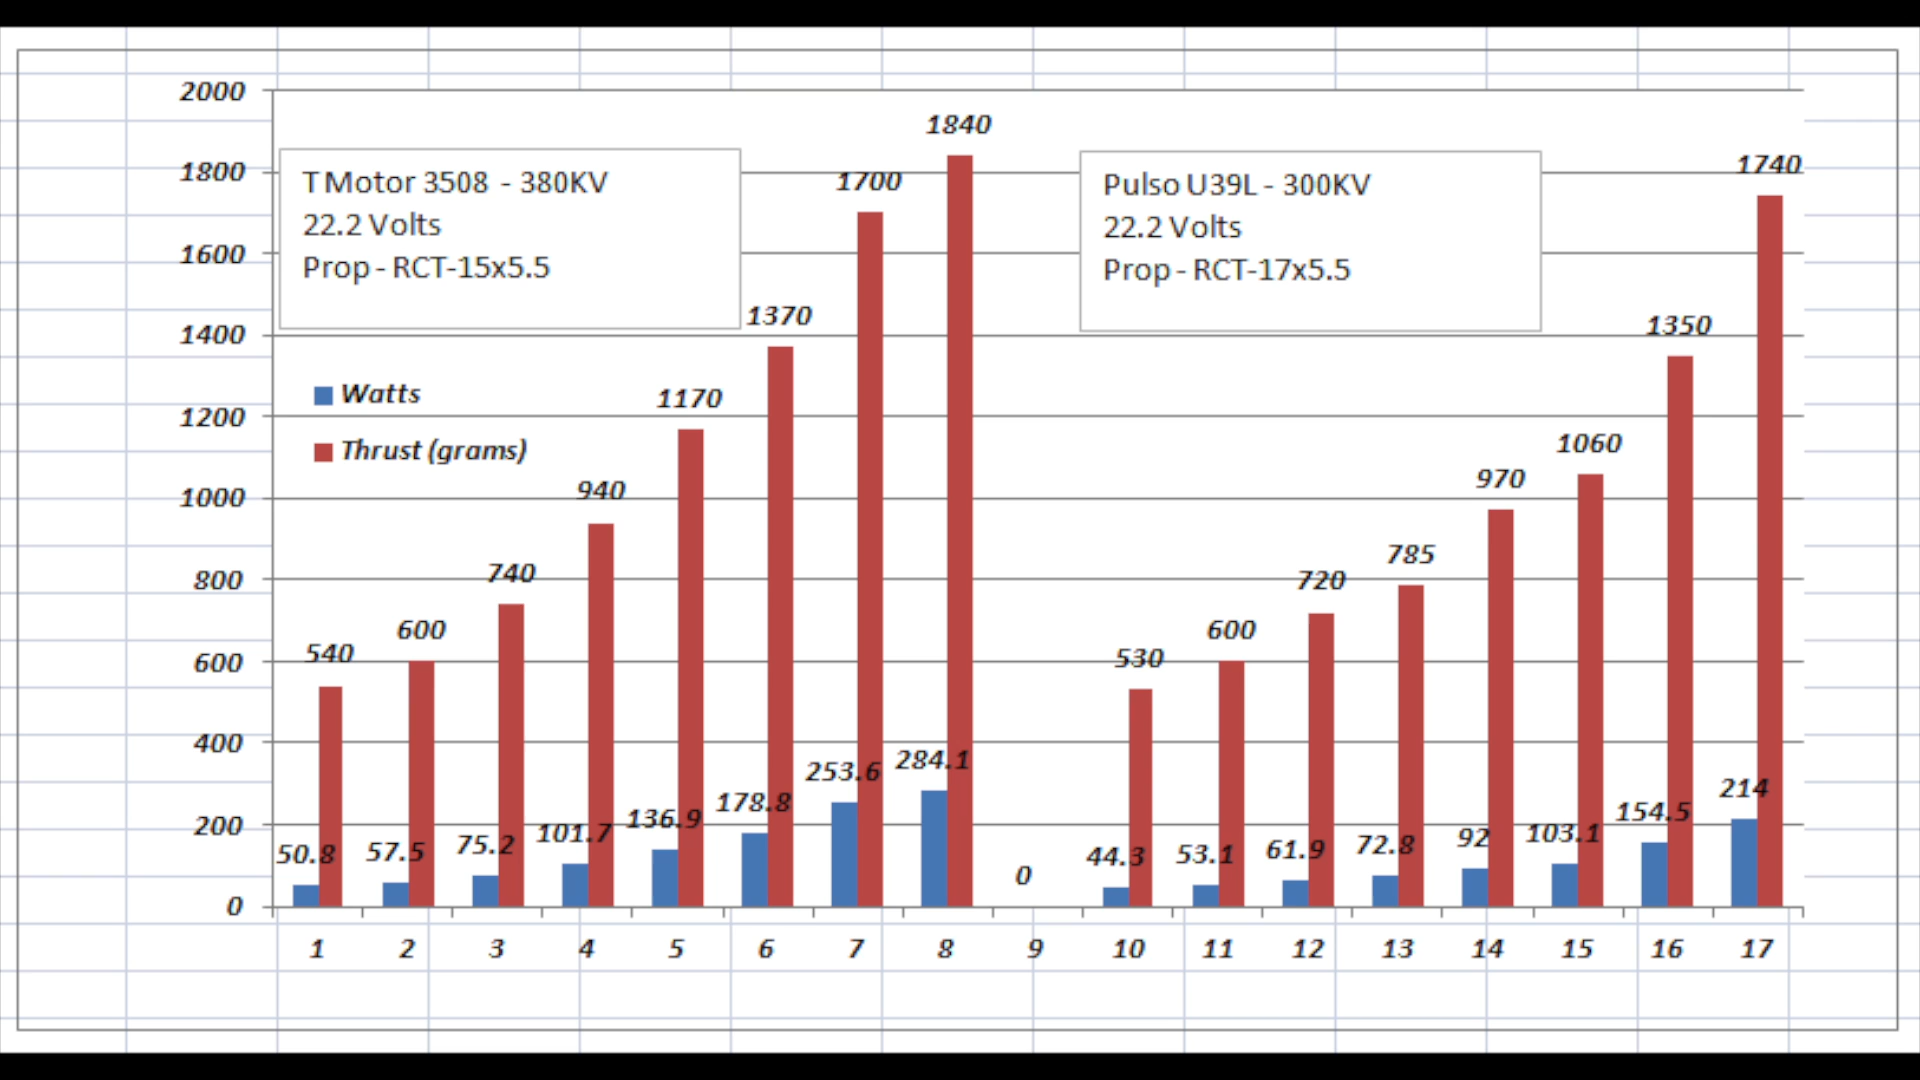 2000
1800
1600
1400
1200
1000
800
600
400
200
0
T Motor 3508 - 380KV
22.2 Volts
Prop - RCT-15x5.5
Pulso U39L - 300KV
22.2 Volts
Prop - RCT-17x5.5
Watts
Thrust (grams)
540 600 740 940 1170 1370 1700 1840 530 600 720 785 970 1060 1350 1740
50.8 57.5 75.2 101.7 136.9 178.8 253.6 284.1 0 44.3 53.1 61.9 72.8 92 103.1 154.5 214
1 2 3 4 5 6 7 8 9 10 11 12 13 14 15 16 17